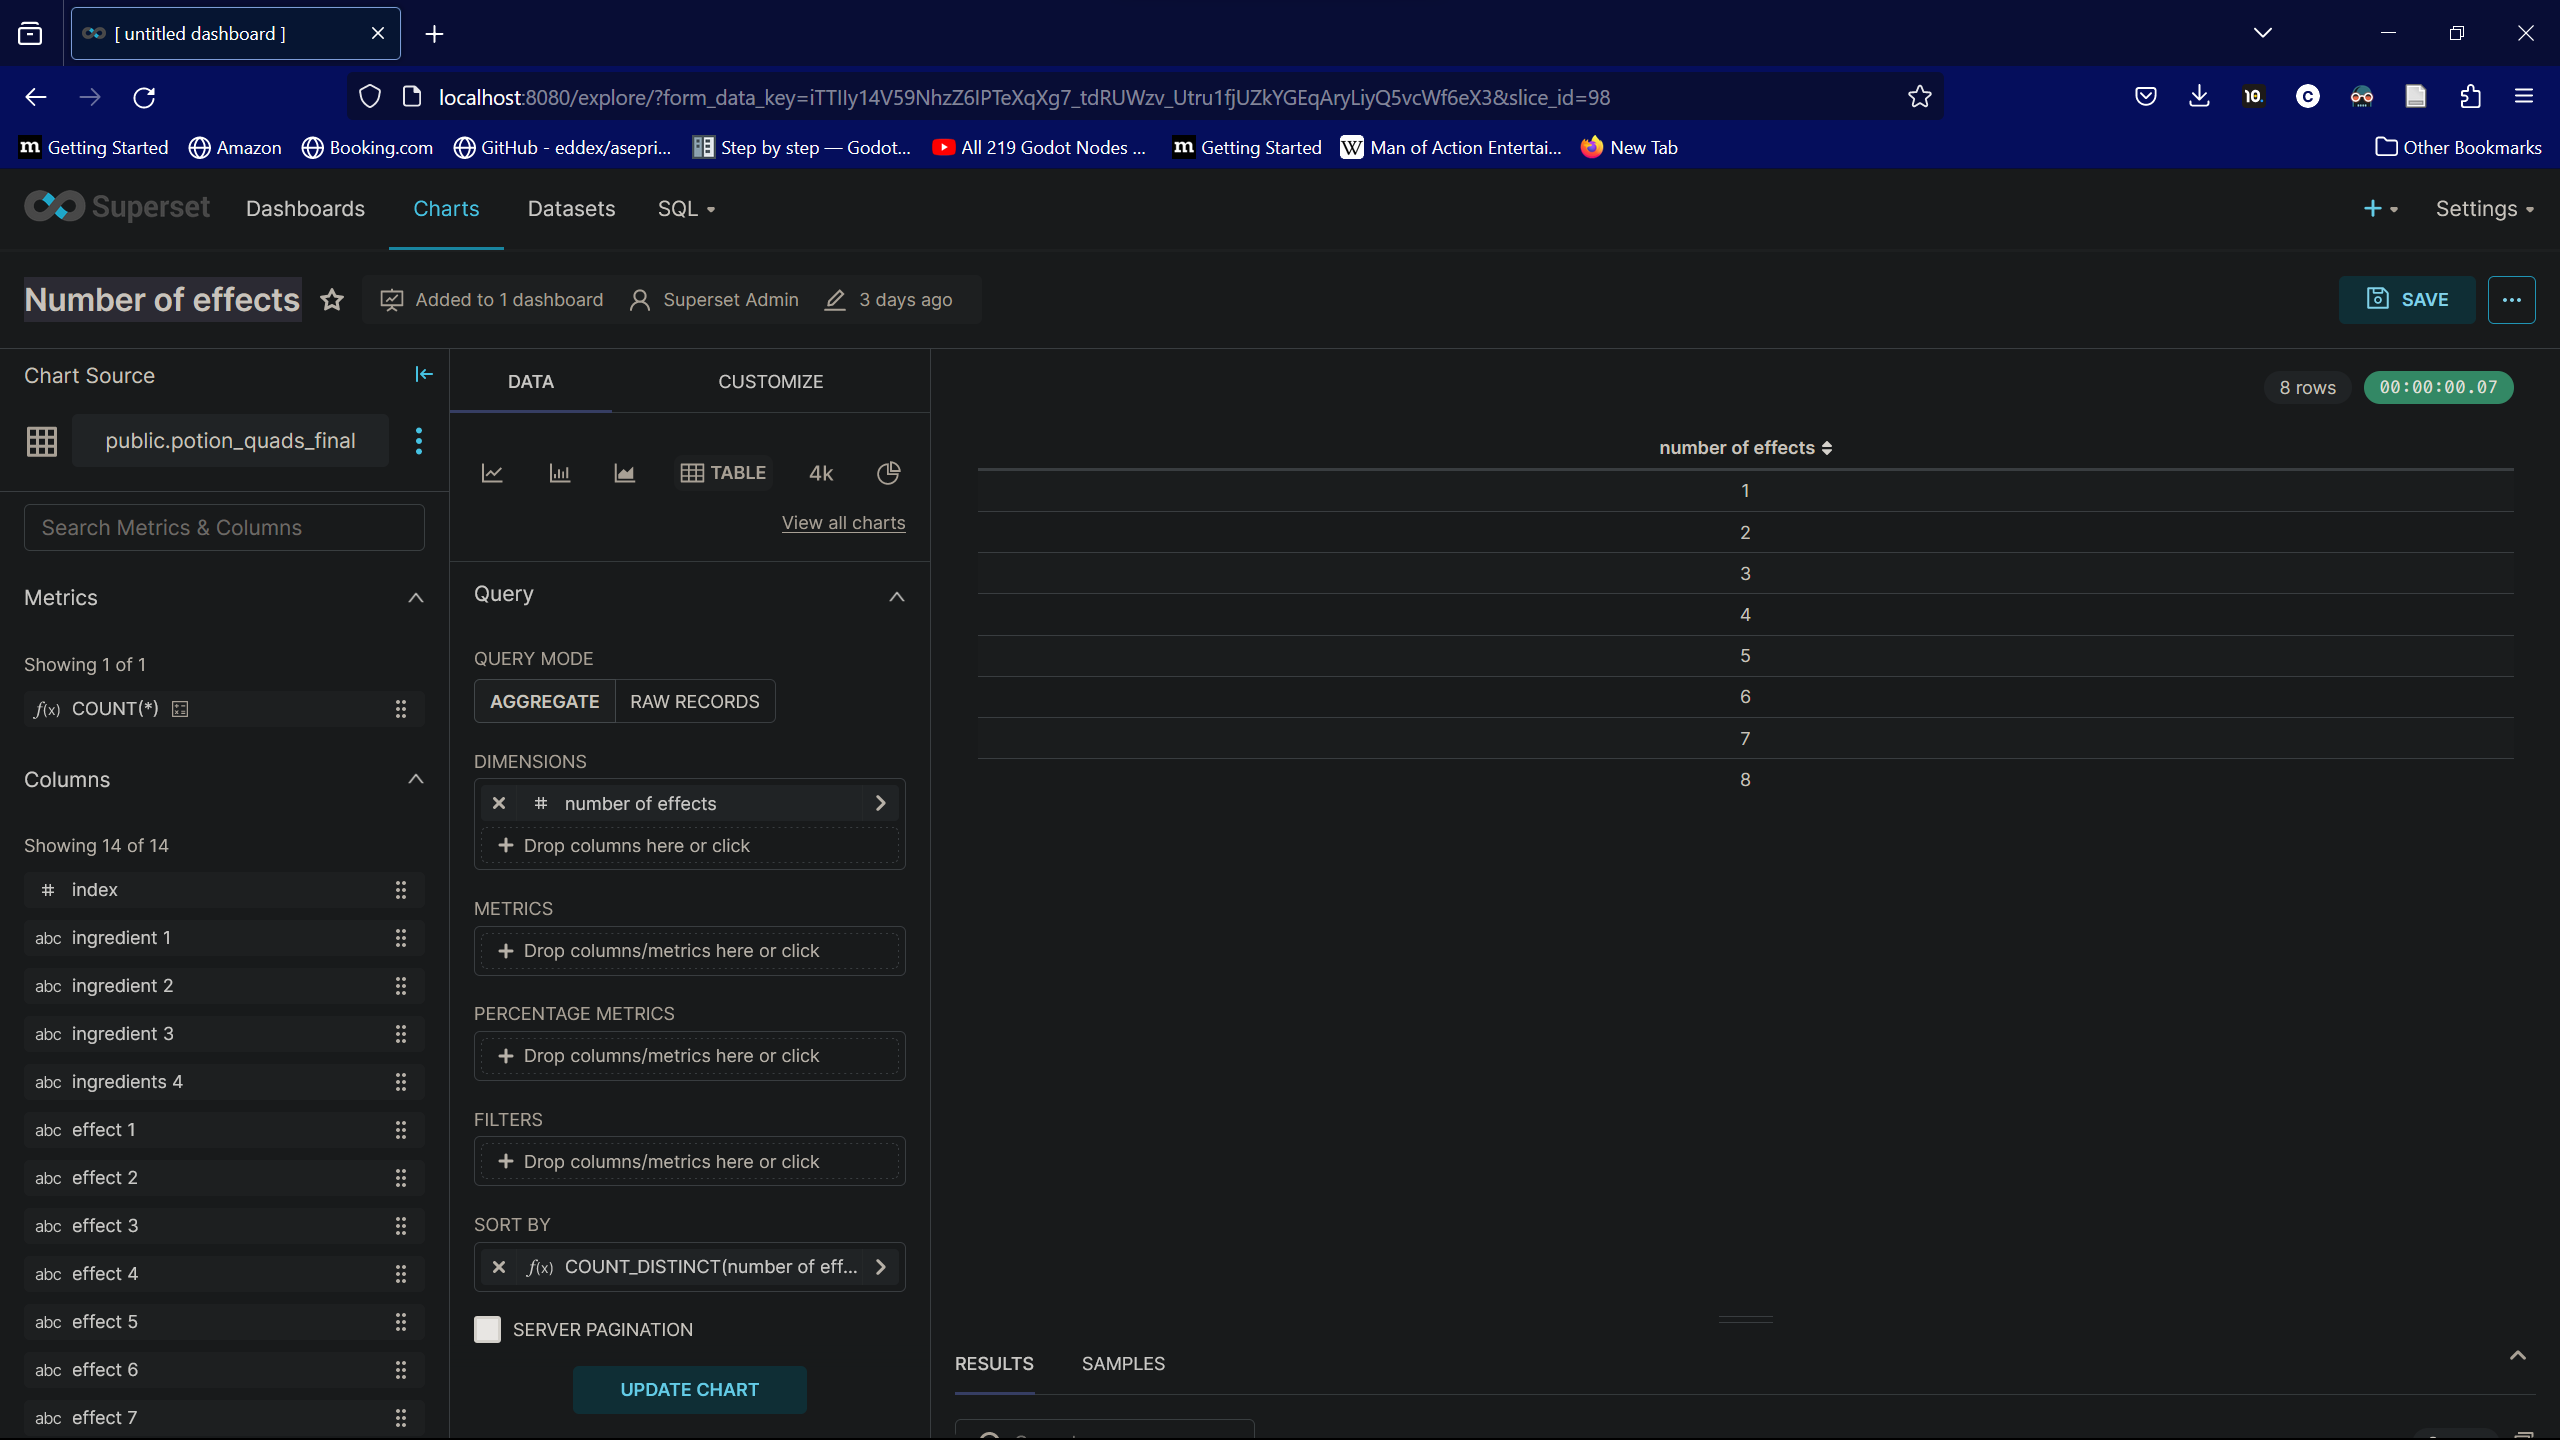 [ untitled dashboard ]
localhost:8080/explore/?form_data_key=iTTIly14V59NhzZ6IPTeXqXg7_tdRUWzv_Utru1fjUZkYGEqAryLiyQ5vcWf6eX3&slice_id=98
Getting Started Amazon Booking.com GitHub - eddex/asepri... Step by step — Godot... All 219 Godot Nodes ... Getting Started Man of Action Entertai... New Tab Other Bookmarks
Superset Dashboards Charts Datasets SQL Settings
Number of effects Added to 1 dashboard Superset Admin 3 days ago SAVE
Chart Source
public.potion_quads_final
Search Metrics & Columns
Metrics
Showing 1 of 1
f(x) COUNT(*)
Columns
Showing 14 of 14
# index
abc ingredient 1
abc ingredient 2
abc ingredient 3
abc ingredients 4
abc effect 1
abc effect 2
abc effect 3
abc effect 4
abc effect 5
abc effect 6
abc effect 7
DATA CUSTOMIZE
TABLE 4k
View all charts
Query
QUERY MODE
AGGREGATE RAW RECORDS
DIMENSIONS
# number of effects
Drop columns here or click
METRICS
Drop columns/metrics here or click
PERCENTAGE METRICS
Drop columns/metrics here or click
FILTERS
Drop columns/metrics here or click
SORT BY
f(x) COUNT_DISTINCT(number of eff...
SERVER PAGINATION
UPDATE CHART
8 rows 00:00:00.07
number of effects
1
2
3
4
5
6
7
8
RESULTS SAMPLES